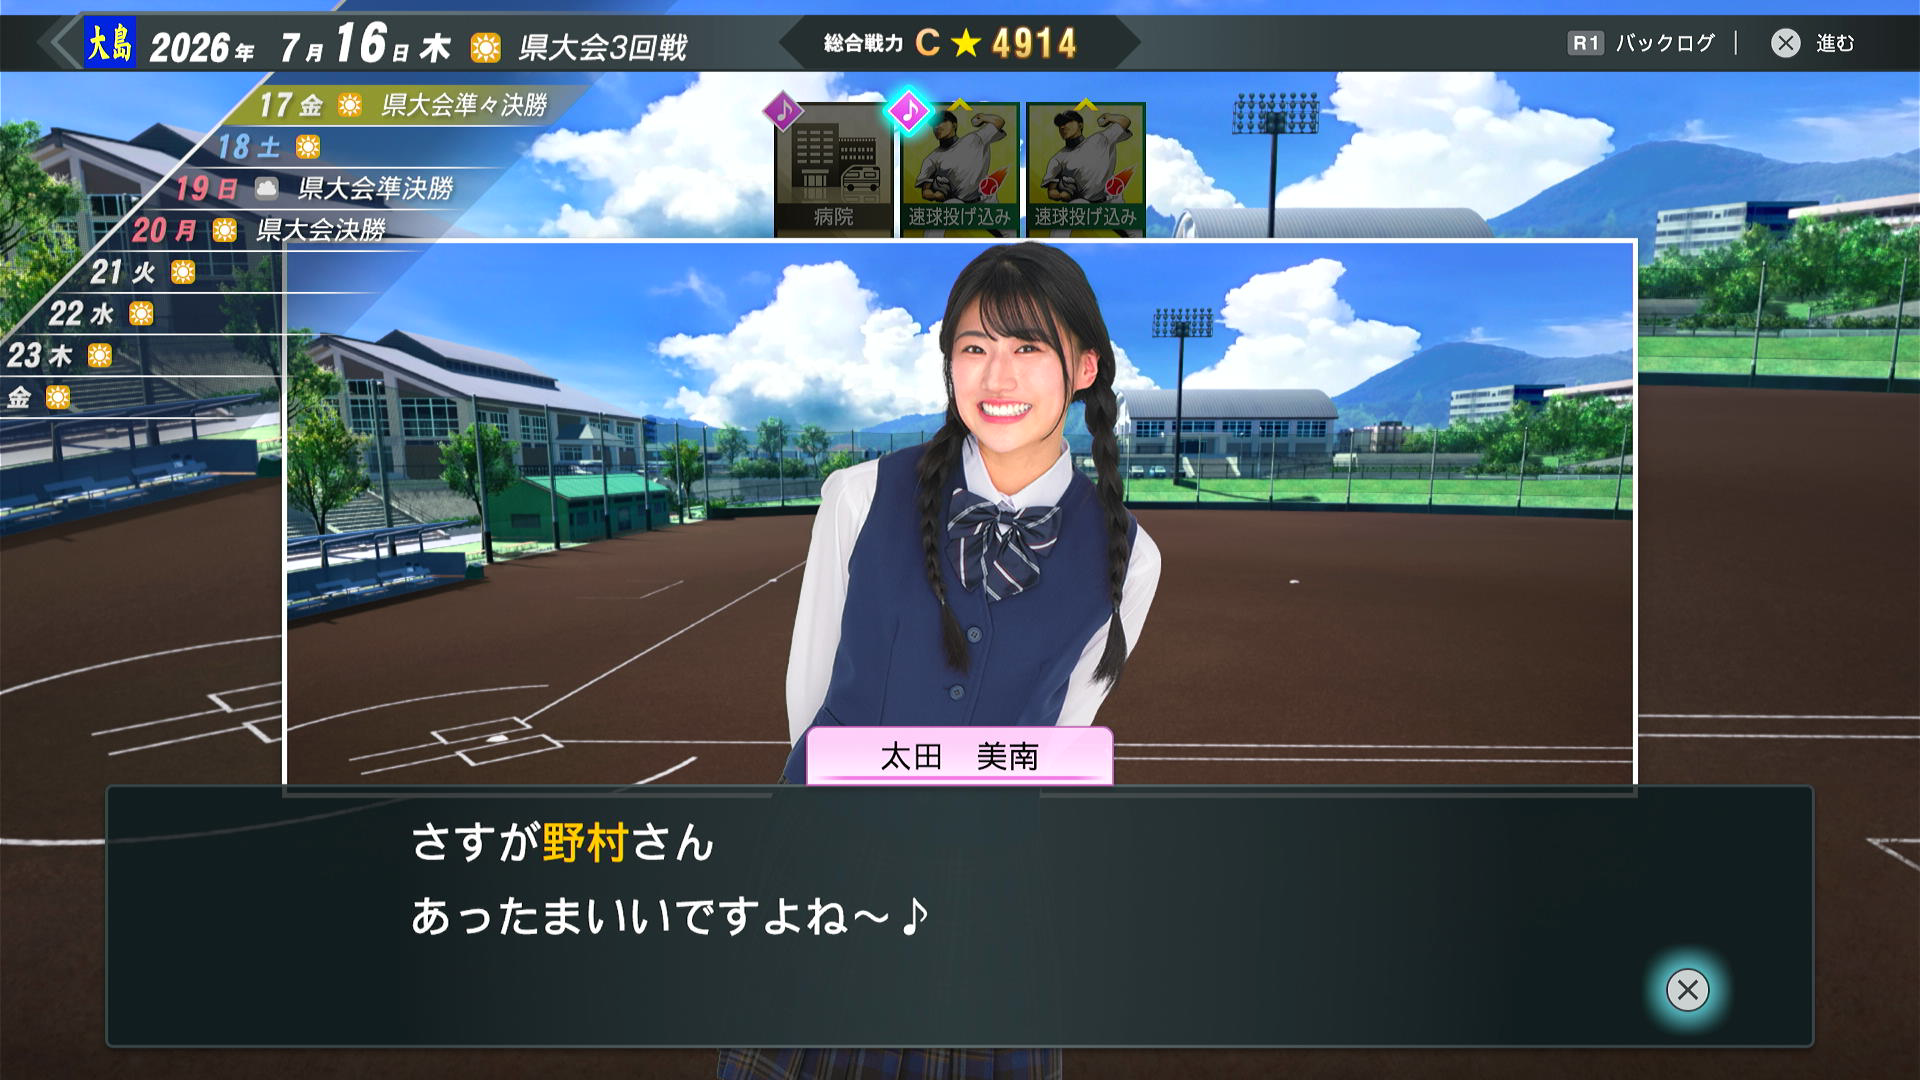 大島 2026年 7月16日 木 県大会3回戦
総合戦力 C ★ 4914
R1 バックログ | ⊗ 進む
17 金 県大会準々決勝
18 土
19 日 県大会準決勝
20 月 県大会決勝
21 火
22 水
23 木
金
病院
速球投げ込み
速球投げ込み
太田 美南
さすが野村さん
あったまいいですよね～♪